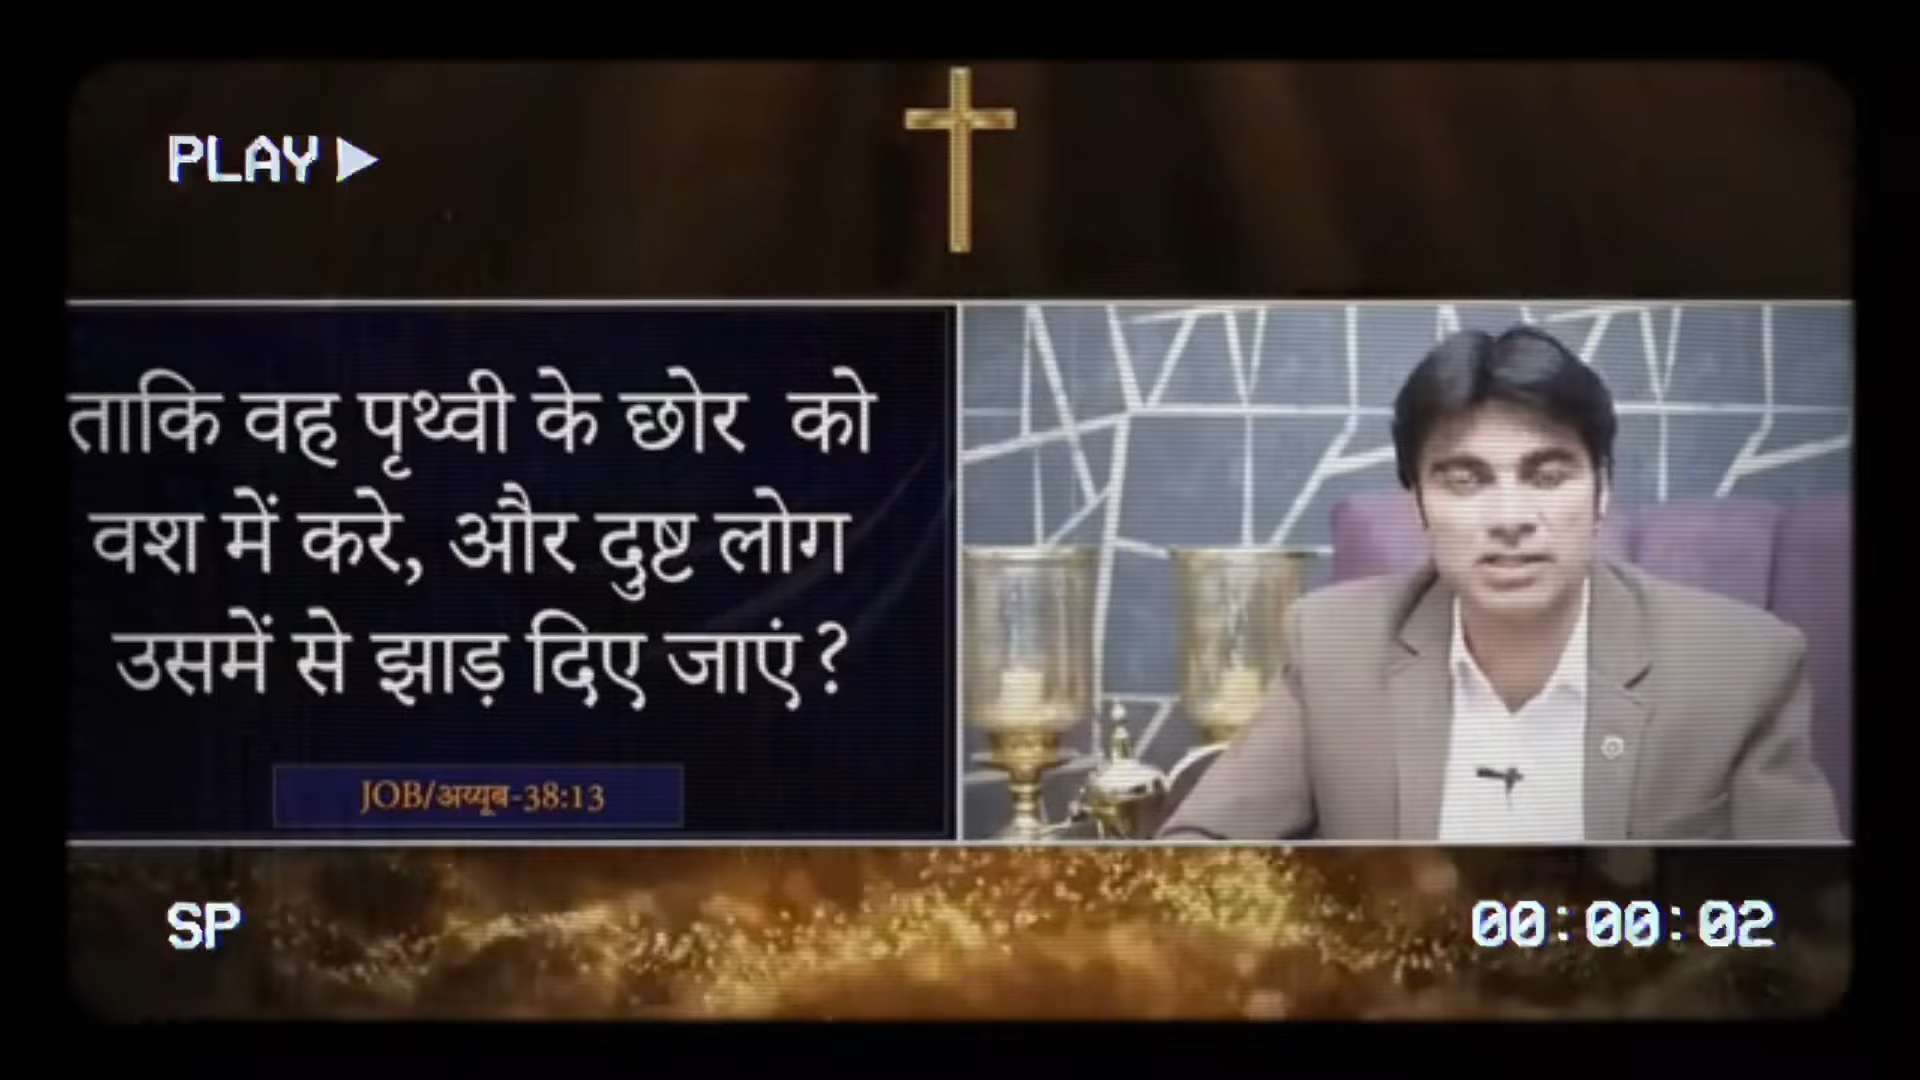 PLAY ▶
ताकि वह पृथ्वी के छोर को
वश में करे, और दुष्ट लोग
उसमें से झाड़ दिए जाएं?
JOB/अय्यूब-38:13
SP
00:00:02